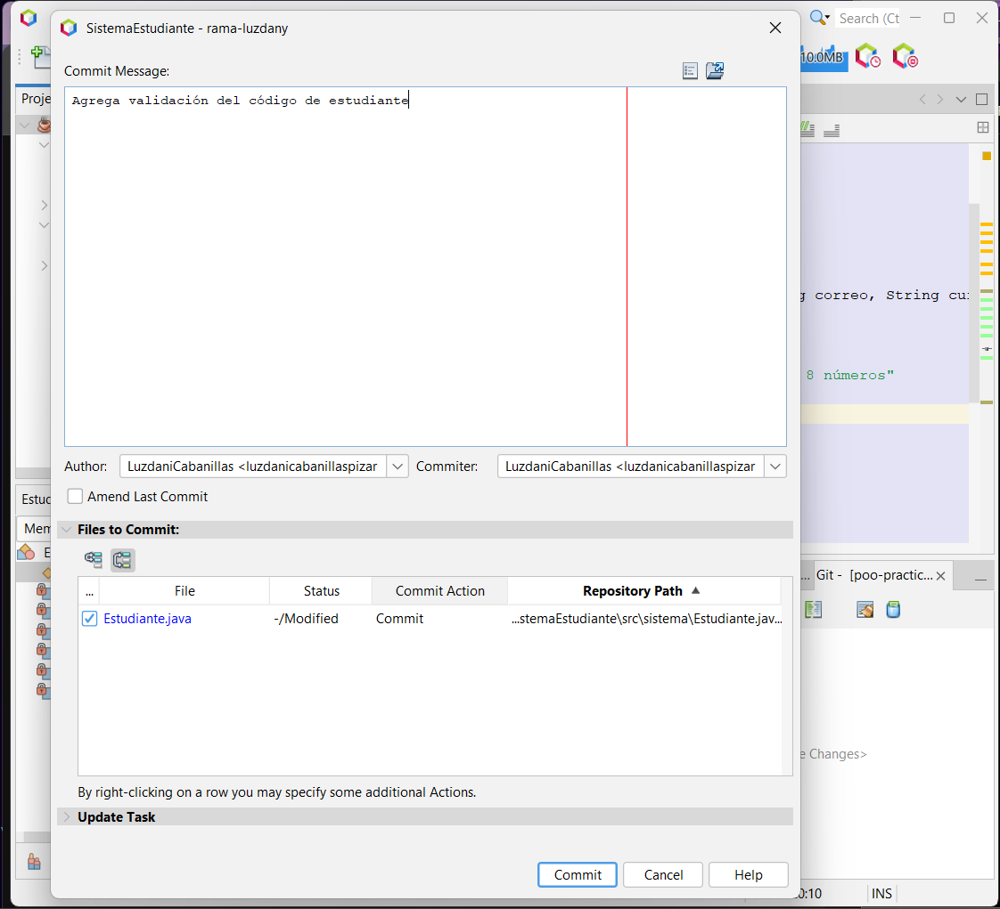 SistemaEstudiante - rama-luzdany
Search (Ct
Commit Message:
10.0MB
Proje
Agrega validación del código de estudiante
g correo, String cur
8 números"
Author: LuzdaniCabanillas <luzdanicabanillaspizar Commiter: LuzdaniCabanillas <luzdanicabanillaspizar
Amend Last Commit
Estud
Mem
E
Files to Commit:
... File Status Commit Action Repository Path
Estudiante.java -/Modified Commit ...stemaEstudiante\src\sistema\Estudiante.jav...
... Git - [poo-practic...
e Changes>
By right-clicking on a row you may specify some additional Actions.
Update Task
Commit Cancel Help
0:10 INS